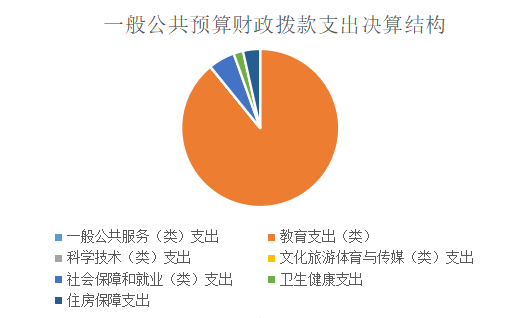 一般公共预算财政拨款支出决算结构
一般公共服务（类）支出
教育支出（类）
科学技术（类）支出
文化旅游体育与传媒（类）支出
社会保障和就业（类）支出
卫生健康支出
住房保障支出